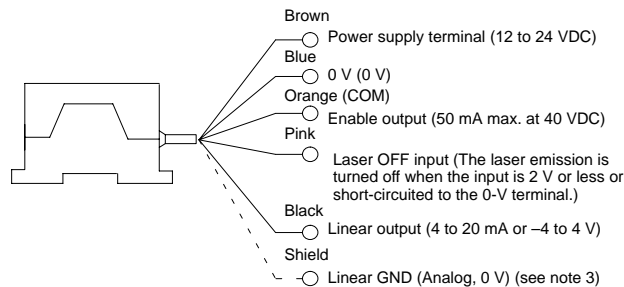 Brown
Power supply terminal (12 to 24 VDC)
Blue
0 V (0 V)
Orange (COM)
Enable output (50 mA max. at 40 VDC)
Pink
Laser OFF input (The laser emission is
turned off when the input is 2 V or less or
short-circuited to the 0-V terminal.)
Black
Linear output (4 to 20 mA or –4 to 4 V)
Shield
Linear GND (Analog, 0 V) (see note 3)